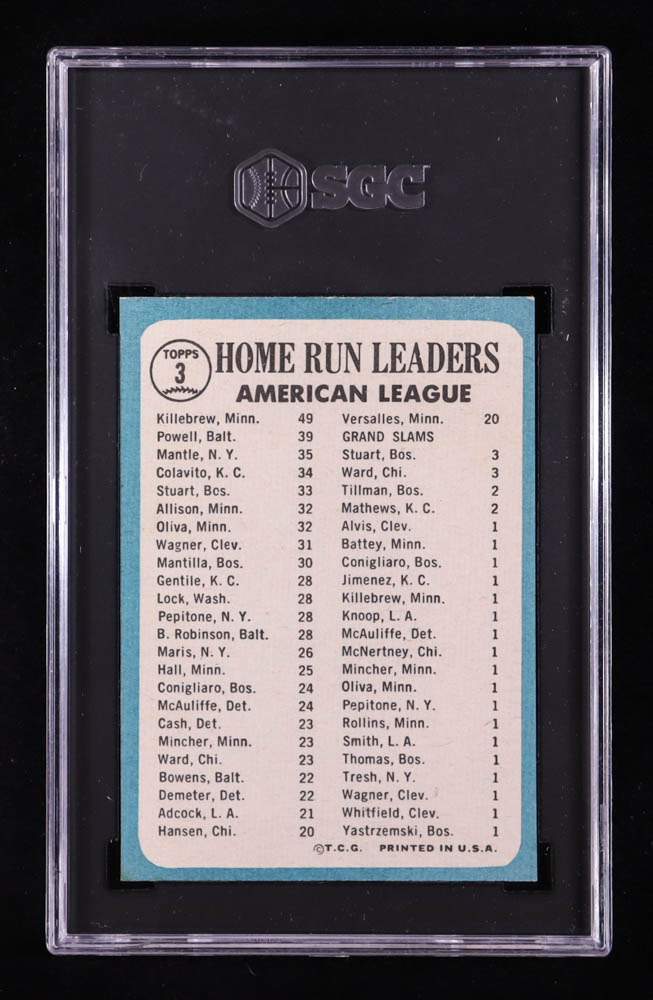 SGC
TOPPS
3
HOME RUN LEADERS
AMERICAN LEAGUE
Killebrew, Minn. 49
Powell, Balt. 39
Mantle, N. Y. 35
Colavito, K. C. 34
Stuart, Bos. 33
Allison, Minn. 32
Oliva, Minn. 32
Wagner, Clev. 31
Mantilla, Bos. 30
Gentile, K. C. 28
Lock, Wash. 28
Pepitone, N. Y. 28
B. Robinson, Balt. 28
Maris, N. Y. 26
Hall, Minn. 25
Conigliaro, Bos. 24
McAuliffe, Det. 24
Cash, Det. 23
Mincher, Minn. 23
Ward, Chi. 23
Bowens, Balt. 22
Demeter, Det. 22
Adcock, L. A. 21
Hansen, Chi. 20
Versalles, Minn. 20
GRAND SLAMS
Stuart, Bos. 3
Ward, Chi. 3
Tillman, Bos. 2
Mathews, K. C. 2
Alvis, Clev. 1
Battey, Minn. 1
Conigliaro, Bos. 1
Jimenez, K. C. 1
Killebrew, Minn. 1
Knoop, L. A. 1
McAuliffe, Det. 1
McNertney, Chi. 1
Mincher, Minn. 1
Oliva, Minn. 1
Pepitone, N. Y. 1
Rollins, Minn. 1
Smith, L. A. 1
Thomas, Bos. 1
Tresh, N. Y. 1
Wagner, Clev. 1
Whitfield, Clev. 1
Yastrzemski, Bos. 1
©T.C.G. PRINTED IN U.S.A.